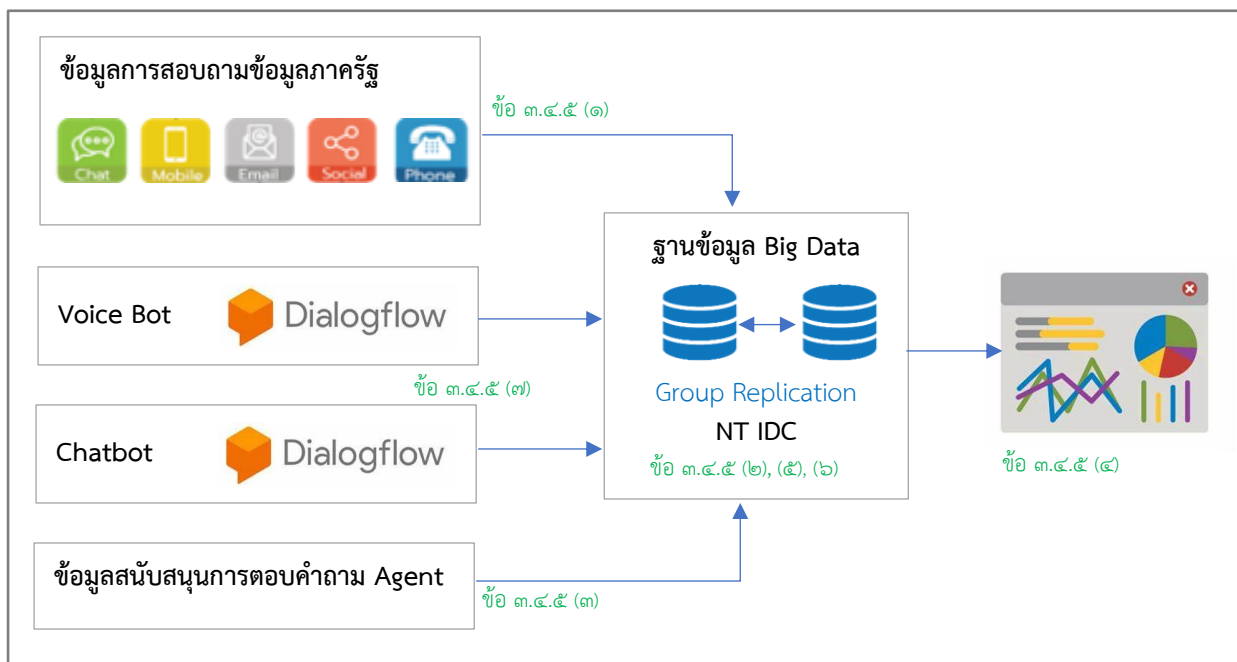 ข้อมูลการสอบถามข้อมูลภาครัฐ
Chat
Mobile
Email
Social
Phone
ข้อ ๓.๔.๕ (๑)
Voice Bot
Dialogflow
ข้อ ๓.๔.๕ (๗)
Chatbot
Dialogflow
ข้อมูลสนับสนุนการตอบคำถาม Agent
ข้อ ๓.๔.๕ (๓)
ฐานข้อมูล Big Data
Group Replication
NT IDC
ข้อ ๓.๔.๕ (๒), (๕), (๖)
ข้อ ๓.๔.๕ (๔)